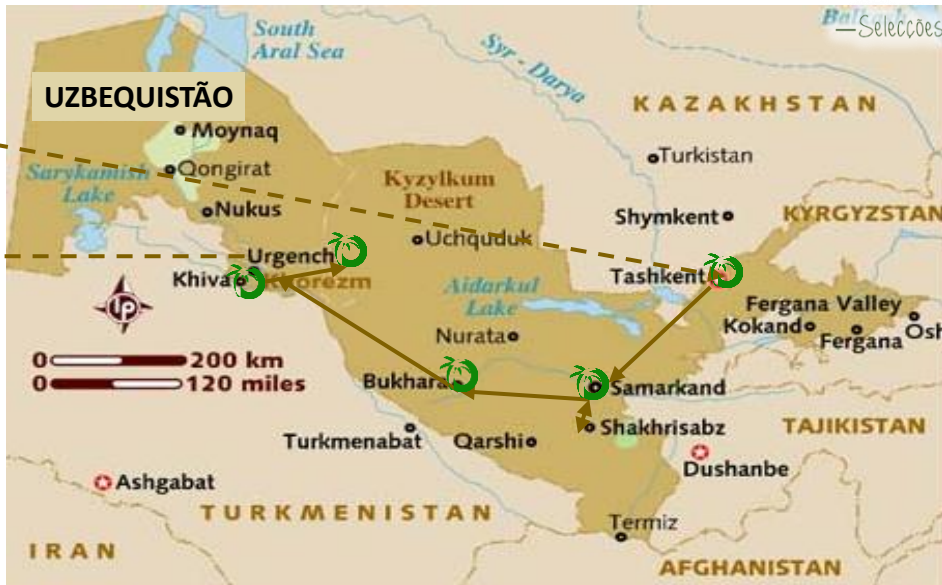 South
Aral Sea
—Selecções
UZBEQUISTÃO
Syr - Darya
KAZAKHSTAN
Moynaq
Turkistan
Sarykamish
Lake
Qongirat
Kyzylkum
Desert
Nukus
Shymkent
KYRGYZSTAN
Uchquduk
Urgench
Khiva
Tashkent
Aidarkul
Lake
Fergana Valley
Kokand
Fergana
Osh
Nurata
0 200 km
0 120 miles
Bukhara
Samarkand
Turkmenabat
Qarshi
Shakhrisabz
TAJIKISTAN
Dushanbe
Ashgabat
TURKMENISTAN
Termiz
IRAN
AFGHANISTAN